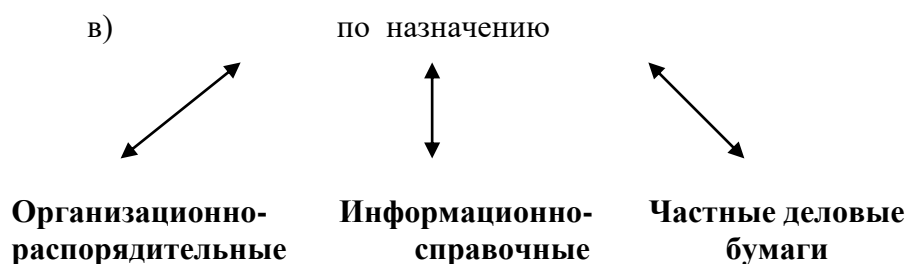 в) по назначению
Организационно- Информационно- Частные деловые
распорядительные справочные бумаги